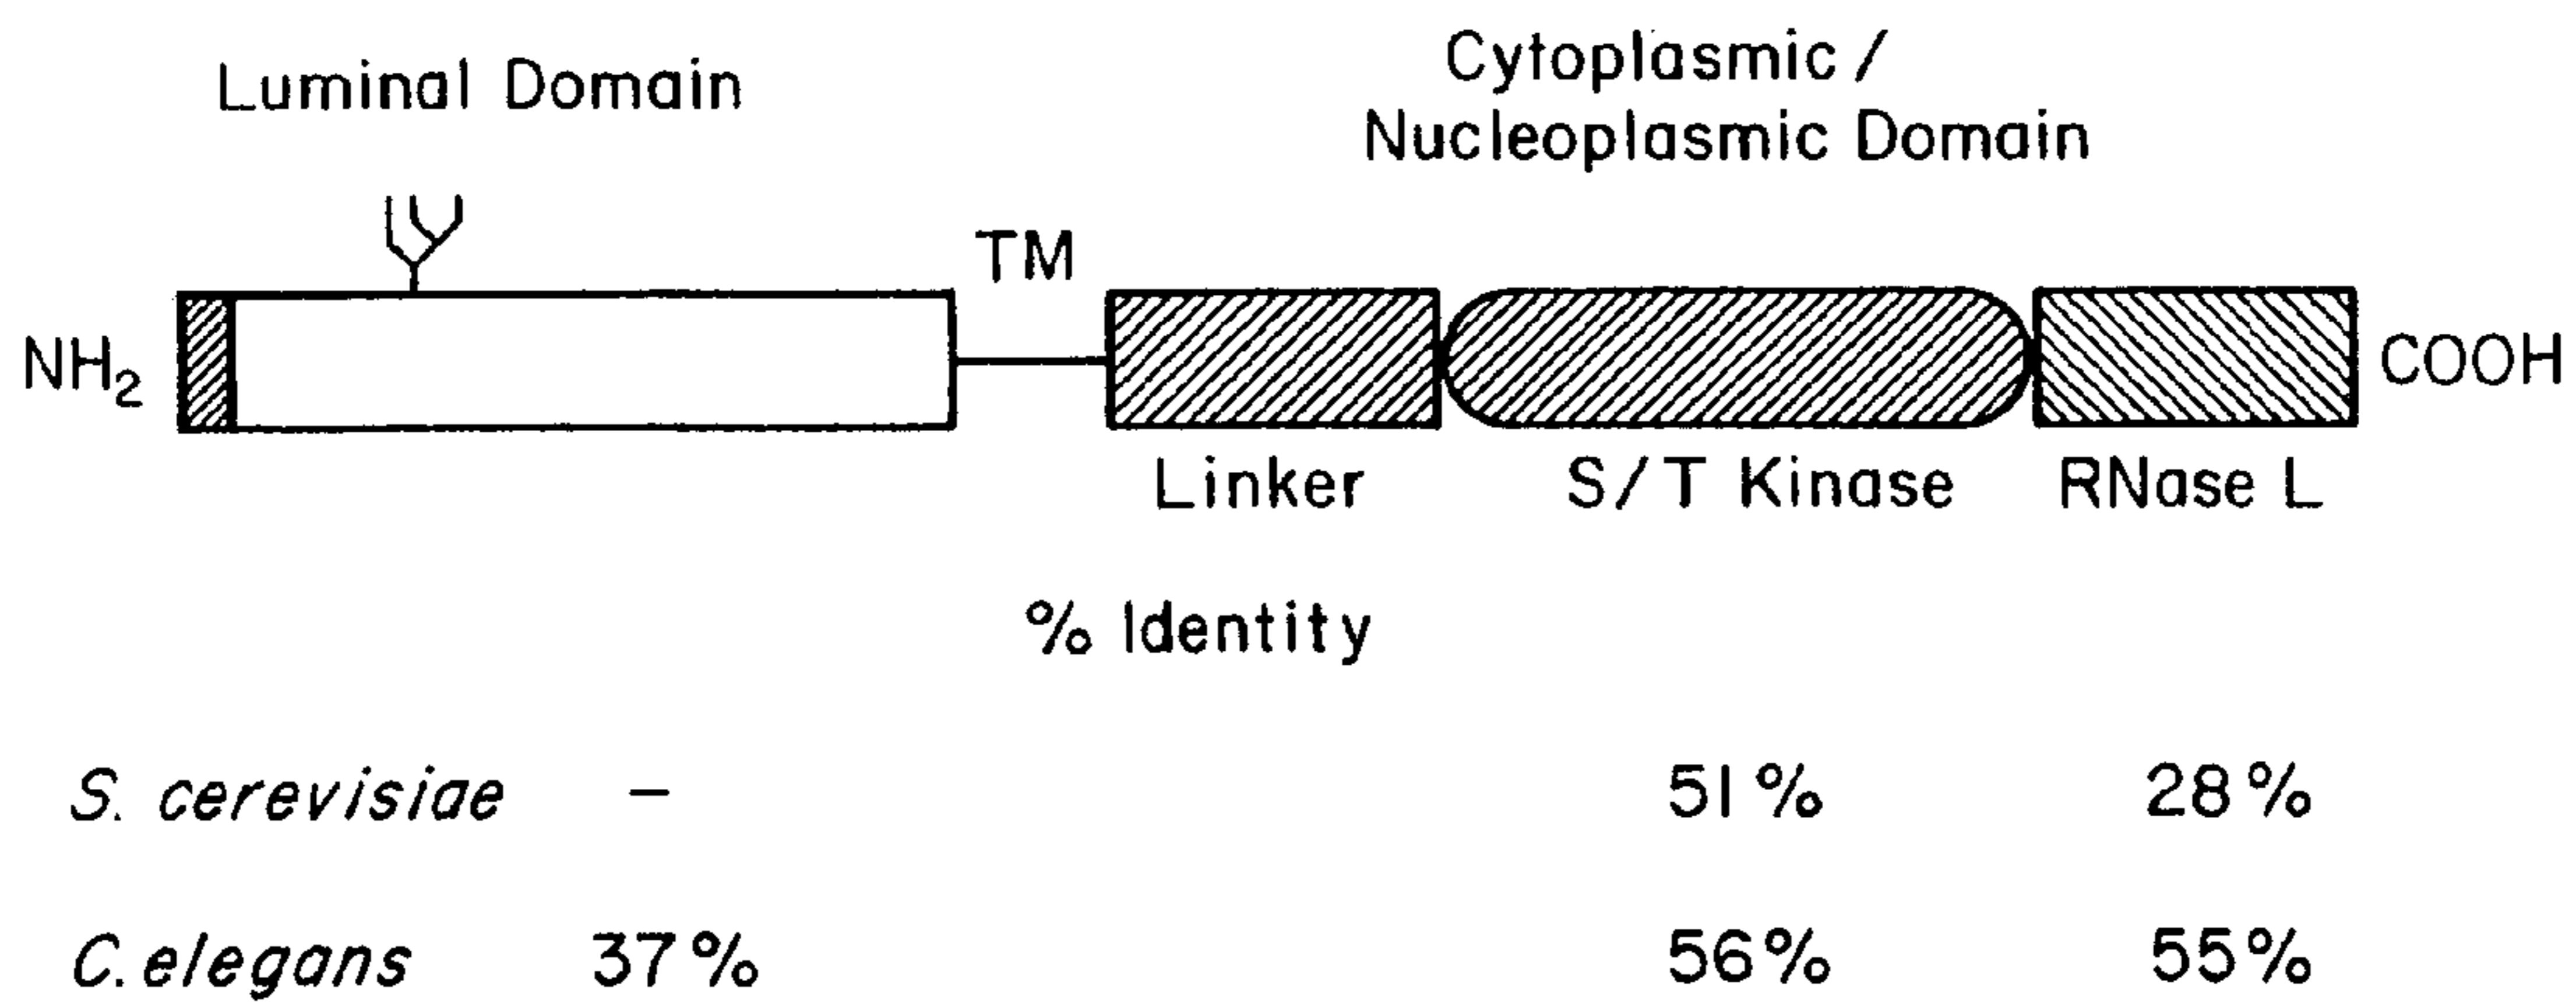 Luminal Domain
Cytoplasmic /
Nucleoplasmic Domain
TM
NH2
COOH
Linker
S/T Kinase
RNase L
% Identity
S. cerevisiae – 51% 28%
C. elegans 37% 56% 55%